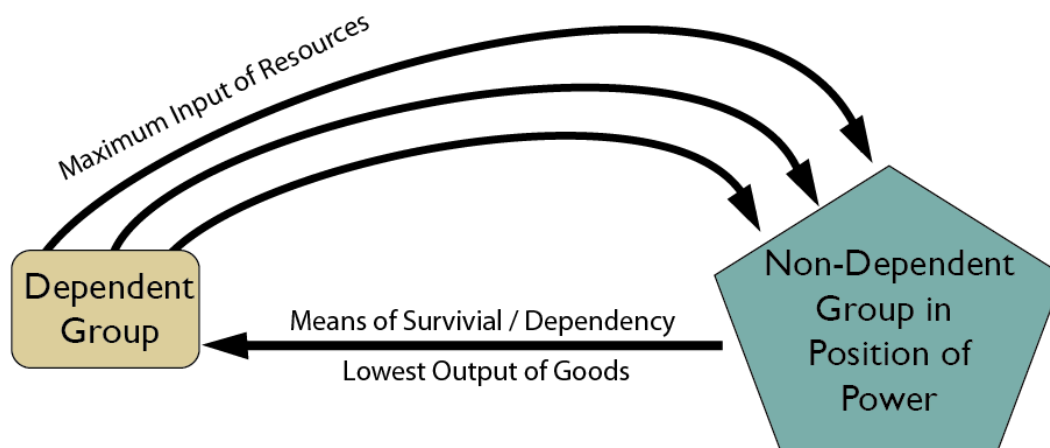 Maximum Input of Resources
Dependent
Group
Means of Survivial / Dependency
Lowest Output of Goods
Non-Dependent
Group in
Position of
Power